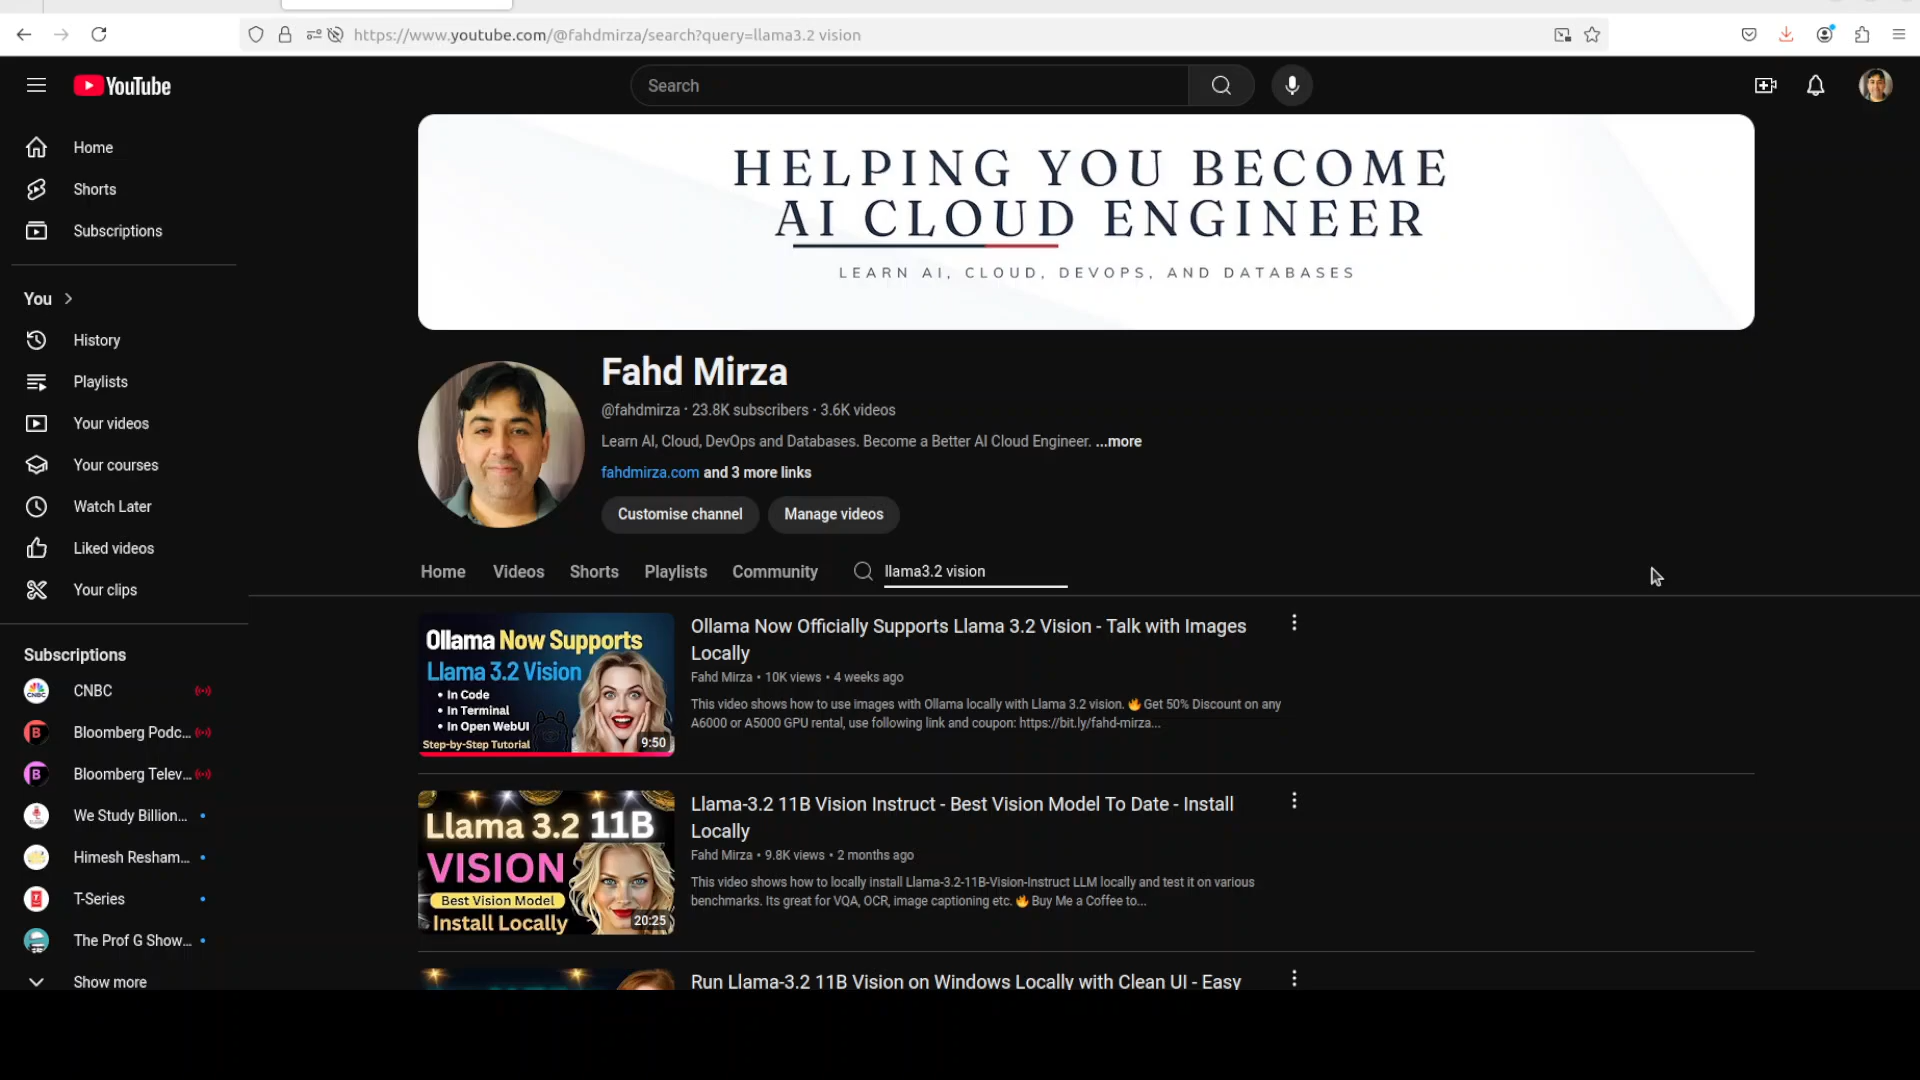 https://www.youtube.com/@fahdmirza/search?query=llama3.2 vision
YouTube
Search
Home
Shorts
Subscriptions
You
History
Playlists
Your videos
Your courses
Watch Later
Liked videos
Your clips
Subscriptions
CNBC
Bloomberg Podc...
Bloomberg Telev...
We Study Billion...
Himesh Resham...
T-Series
The Prof G Show...
Show more
HELPING YOU BECOME
AI CLOUD ENGINEER
LEARN AI, CLOUD, DEVOPS, AND DATABASES
Fahd Mirza
@fahdmirza · 23.8K subscribers · 3.6K videos
Learn AI, Cloud, DevOps and Databases. Become a Better AI Cloud Engineer. ...more
fahdmirza.com and 3 more links
Customise channel
Manage videos
Home
Videos
Shorts
Playlists
Community
llama3.2 vision
Ollama Now Supports
Llama 3.2 Vision
• In Code
• In Terminal
• In Open WebUI
Step-by-Step Tutorial
9:50
Ollama Now Officially Supports Llama 3.2 Vision - Talk with Images
Locally
Fahd Mirza • 10K views • 4 weeks ago
This video shows how to use images with Ollama locally with Llama 3.2 vision. 🔥Get 50% Discount on any
A6000 or A5000 GPU rental, use following link and coupon: https://bit.ly/fahd-mirza...
Llama 3.2 11B
VISION
Best Vision Model
Install Locally
20:25
Llama-3.2 11B Vision Instruct - Best Vision Model To Date - Install
Locally
Fahd Mirza • 9.8K views • 2 months ago
This video shows how to locally install Llama-3.2-11B-Vision-Instruct LLM locally and test it on various
benchmarks. Its great for VQA, OCR, image captioning etc. 🔥 Buy Me a Coffee to...
Run Llama-3.2 11B Vision on Windows Locally with Clean UI - Easy